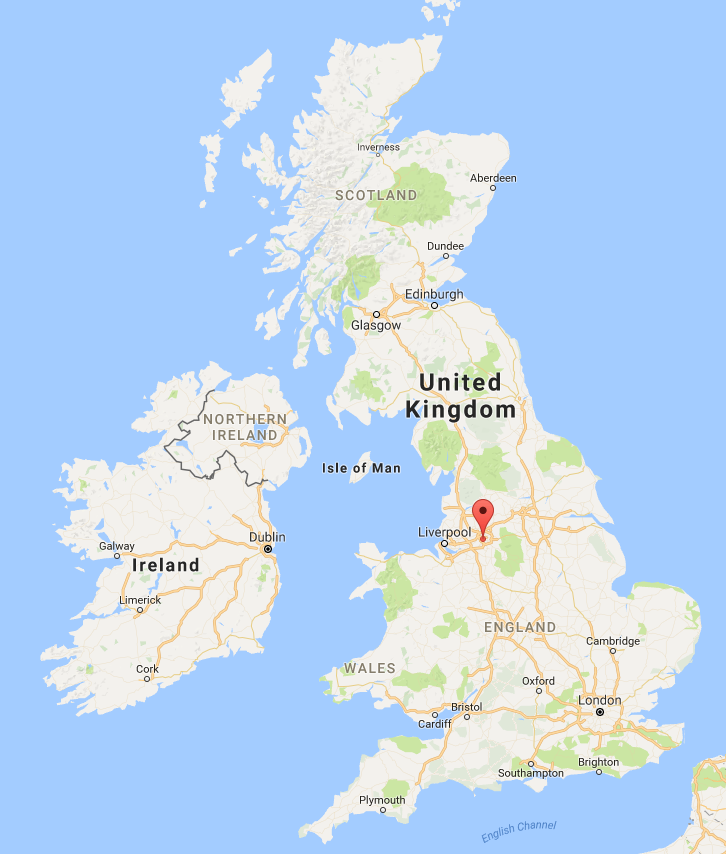 Inverness
Aberdeen
SCOTLAND
Dundee
Edinburgh
Glasgow
United
Kingdom
NORTHERN
IRELAND
Isle of Man
Liverpool
Dublin
Galway
Ireland
Limerick
ENGLAND
Cambridge
WALES
Cork
Oxford
London
Bristol
Cardiff
Brighton
Southampton
Plymouth
English Channel